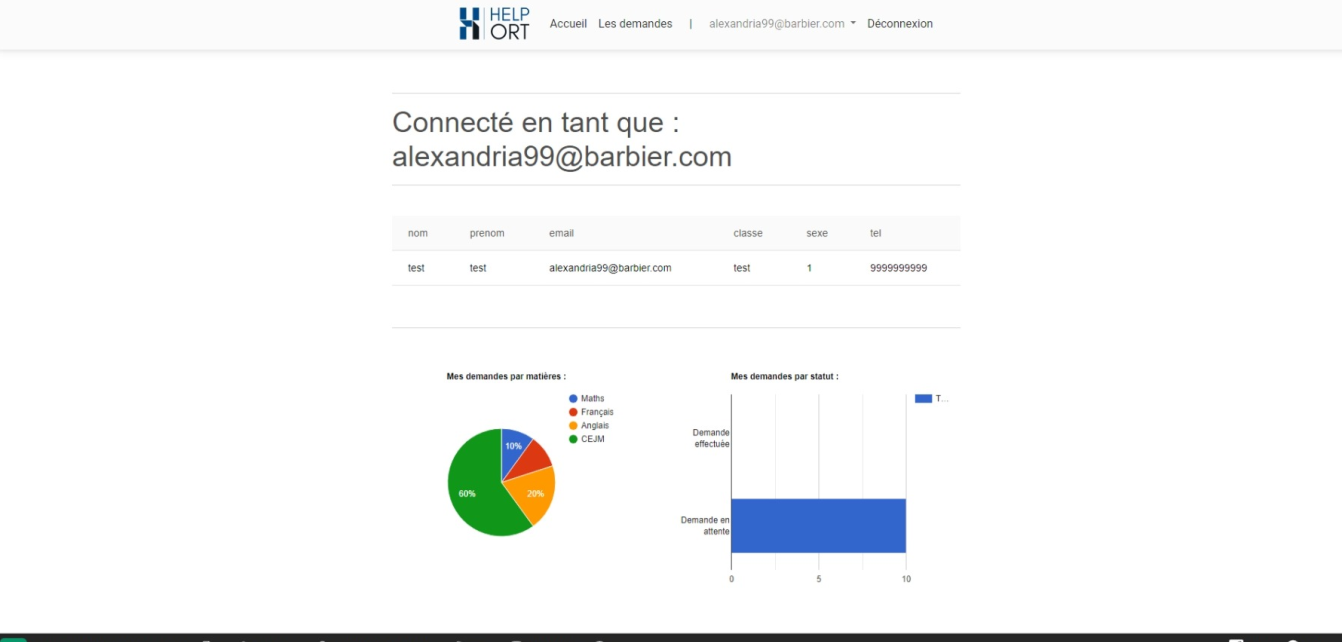 HELP
ORT
Accueil Les demandes | alexandria99@barbier.com Déconnexion
Connecté en tant que :
alexandria99@barbier.com
nom prenom email classe sexe tel
test test alexandria99@barbier.com test 1 9999999999
Mes demandes par matières :
Maths
Français
Anglais
CEJM
10%
20%
60%
Mes demandes par statut :
T...
Demande
effectuée
Demande en
attente
0 5 10